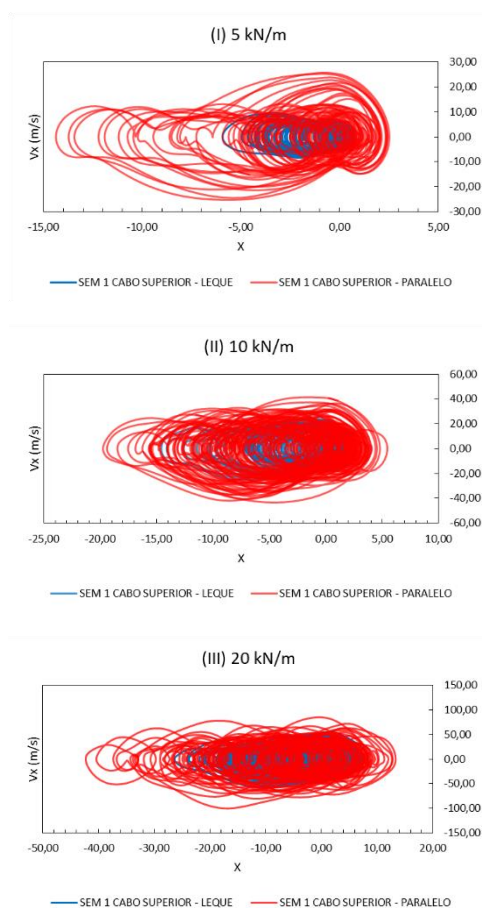 (I) 5 kN/m
30,00
20,00
10,00
0,00
-10,00
-20,00
-30,00
Vx (m/s)
-15,00 -10,00 -5,00 0,00 5,00
X
SEM 1 CABO SUPERIOR - LEQUE SEM 1 CABO SUPERIOR - PARALELO
(II) 10 kN/m
60,00
40,00
20,00
0,00
-20,00
-40,00
-60,00
Vx (m/s)
-25,00 -20,00 -15,00 -10,00 -5,00 0,00 5,00 10,00
X
SEM 1 CABO SUPERIOR - LEQUE SEM 1 CABO SUPERIOR - PARALELO
(III) 20 kN/m
150,00
100,00
50,00
0,00
-50,00
-100,00
-150,00
Vx (m/s)
-50,00 -40,00 -30,00 -20,00 -10,00 0,00 10,00 20,00
X
SEM 1 CABO SUPERIOR - LEQUE SEM 1 CABO SUPERIOR - PARALELO